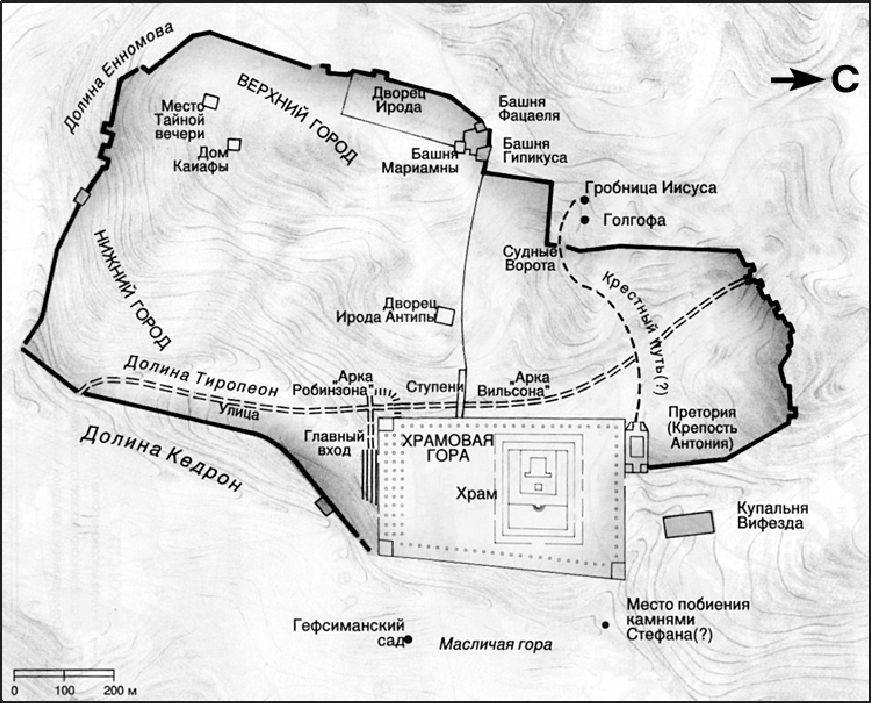 Долина Енномова
ВЕРХНИЙ ГОРОД
Дворец
Ирода
Башня
Фацаеля
С
Место
Тайной
вечери
Дом
Каиафы
Башня
Мариамны
Башня
Гипикуса
Гробница Иисуса
Голгофа
Судные
Ворота
НИЖНИЙ ГОРОД
Крестный путь(?)
Дворец
Ирода Антипы
Долина Тиропеон
Улица
"Арка
Робинзона"
Ступени
"Арка
Вильсона"
Долина Кедрон
Главный
вход
ХРАМОВАЯ
ГОРА
Претория
(Крепость
Антония)
Храм
Купальня
Вифезда
Гефсиманский
сад
Масличая гора
Место побиения
камнями
Стефана(?)
0 100 200 м